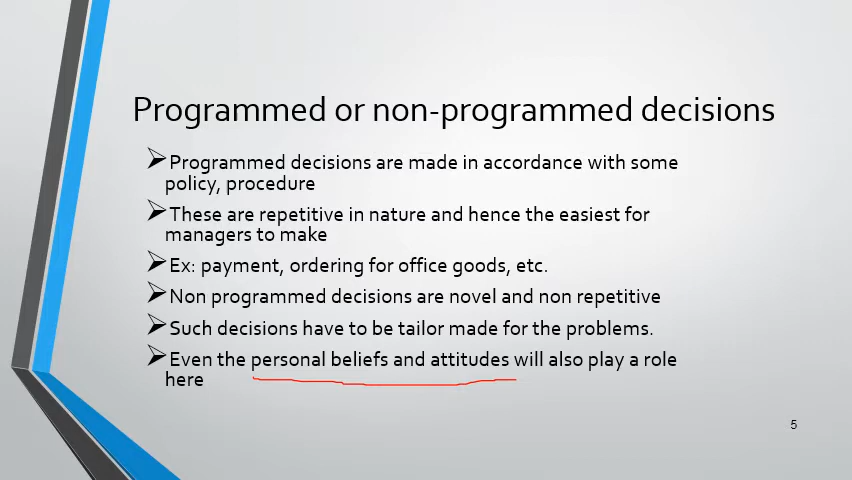 Programmed or non-programmed decisions
Programmed decisions are made in accordance with some
policy, procedure
These are repetitive in nature and hence the easiest for
managers to make
Ex: payment, ordering for office goods, etc.
Non programmed decisions are novel and non repetitive
Such decisions have to be tailor made for the problems.
Even the personal beliefs and attitudes will also play a role
here
5